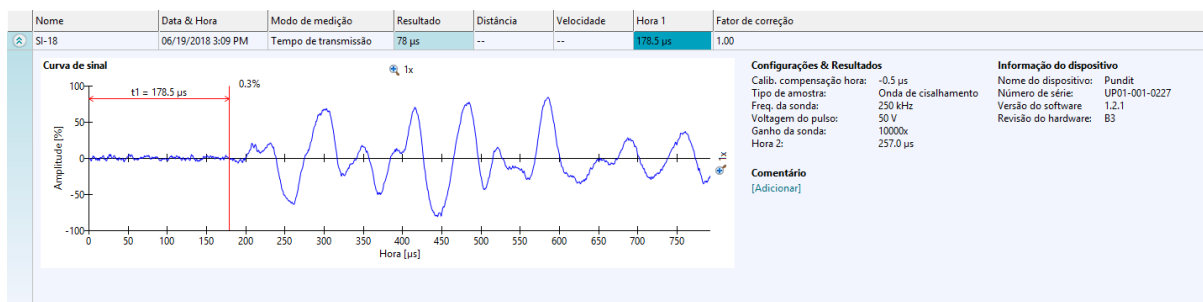 Nome Data & Hora Modo de medição Resultado Distância Velocidade Hora 1 Fator de correção
SI-18 06/19/2018 3:09 PM Tempo de transmissão 78 µs -- -- 178.5 µs 1.00
Curva de sinal
1x
t1 = 178.5 µs
0.3%
Amplitude [%]
100
50
0
-50
-100
0 50 100 150 200 250 300 350 400 450 500 550 600 650 700 750
Hora [µs]
1x
Configurações & Resultados
Calib. compensação hora: -0.5 µs
Tipo de amostra: Onda de cisalhamento
Freq. da sonda: 250 kHz
Voltagem do pulso: 50 V
Ganho da sonda: 10000x
Hora 2: 257.0 µs
Comentário
[Adicionar]
Informação do dispositivo
Nome do dispositivo: Pundit
Número de série: UP01-001-0227
Versão do software 1.2.1
Revisão do hardware: B3